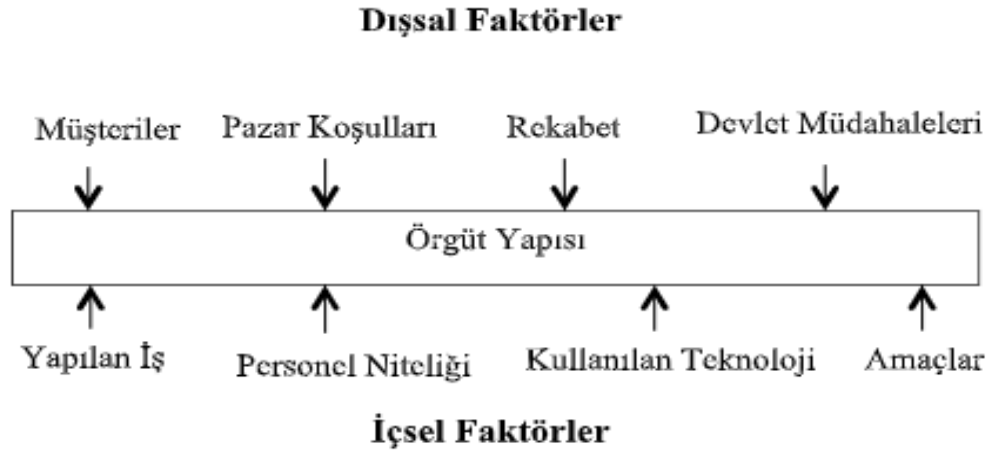 Dışsal Faktörler
Müşteriler Pazar Koşulları Rekabet Devlet Müdahaleleri
Örgüt Yapısı
Yapılan İş Personel Niteliği Kullanılan Teknoloji Amaçlar
İçsel Faktörler